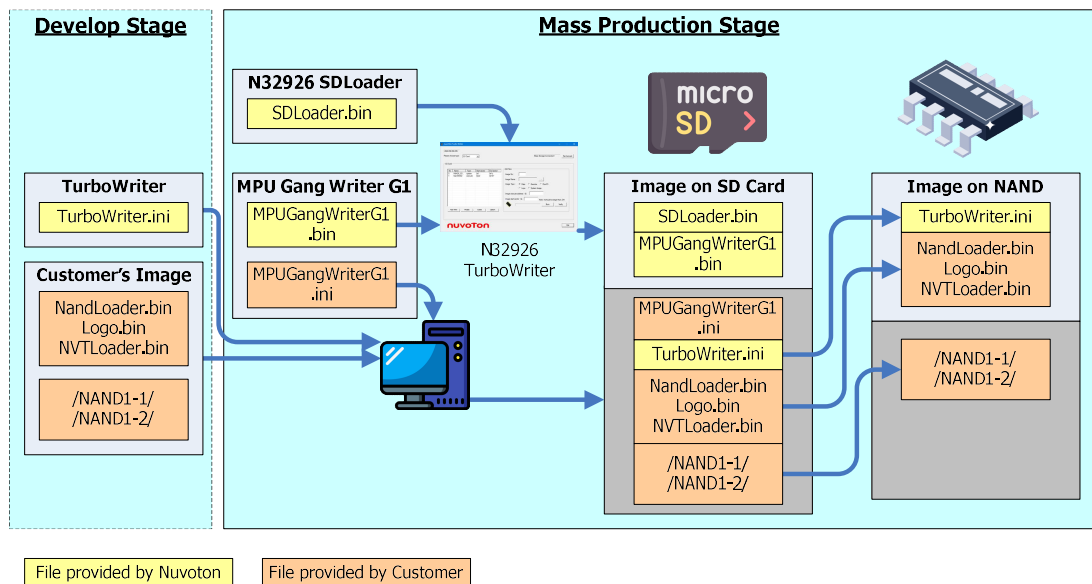 Develop Stage
Mass Production Stage
N32926 SDLoader
SDLoader.bin
micro
SD
TurboWriter
TurboWriter.ini
MPU Gang Writer G1
MPUGangWriterG1
.bin
MPUGangWriterG1
.ini
nuvoton
N32926
TurboWriter
Customer's Image
NandLoader.bin
Logo.bin
NVTLoader.bin
/NAND1-1/
/NAND1-2/
Image on SD Card
SDLoader.bin
MPUGangWriterG1
.bin
MPUGangWriterG1
.ini
TurboWriter.ini
NandLoader.bin
Logo.bin
NVTLoader.bin
/NAND1-1/
/NAND1-2/
Image on NAND
TurboWriter.ini
NandLoader.bin
Logo.bin
NVTLoader.bin
/NAND1-1/
/NAND1-2/
File provided by Nuvoton
File provided by Customer